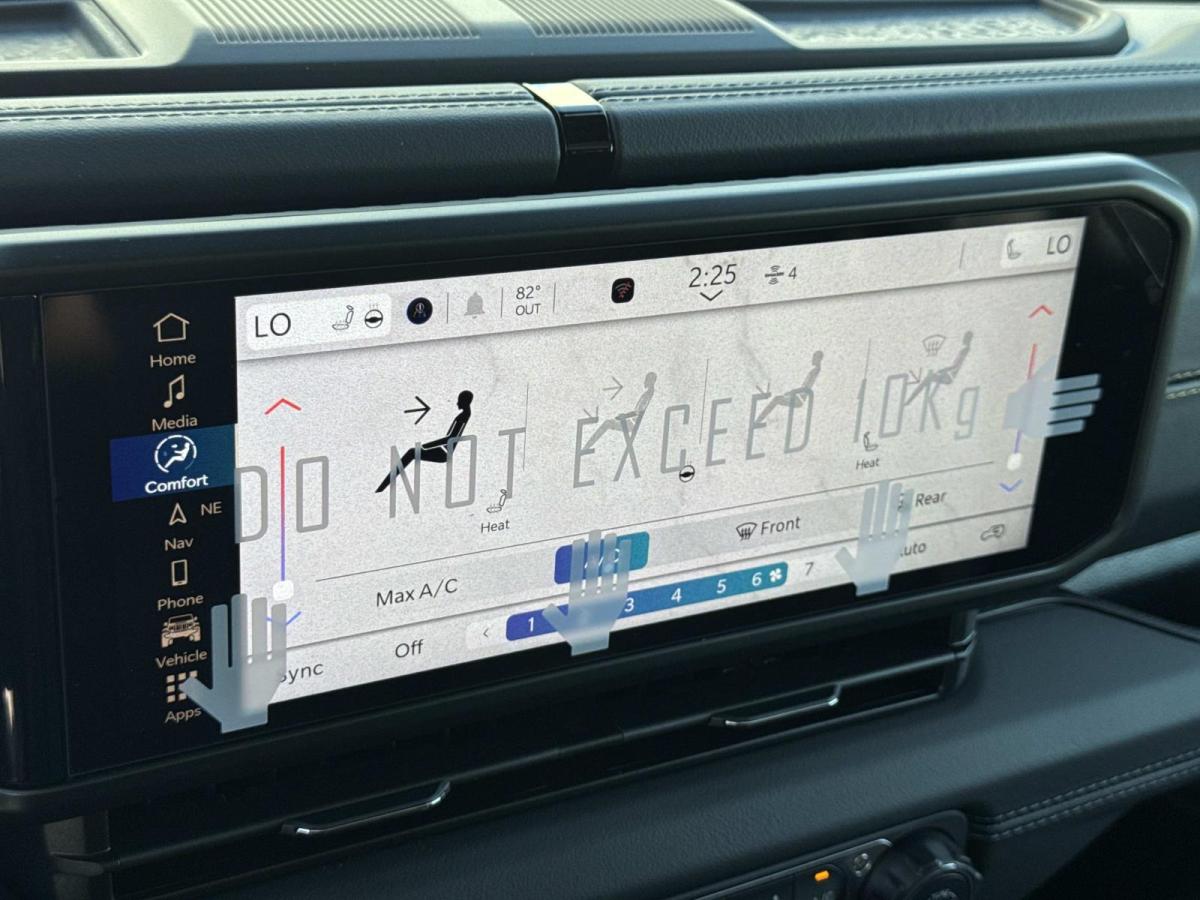 LO
82°
OUT
2:25
4
LO
Home
Media
Comfort
NE
Nav
Phone
Vehicle
Apps
DO NOT EXCEED 10Kg
Heat
Heat
Max A/C
Front
Rear
Off
1 3 4 5 6 7